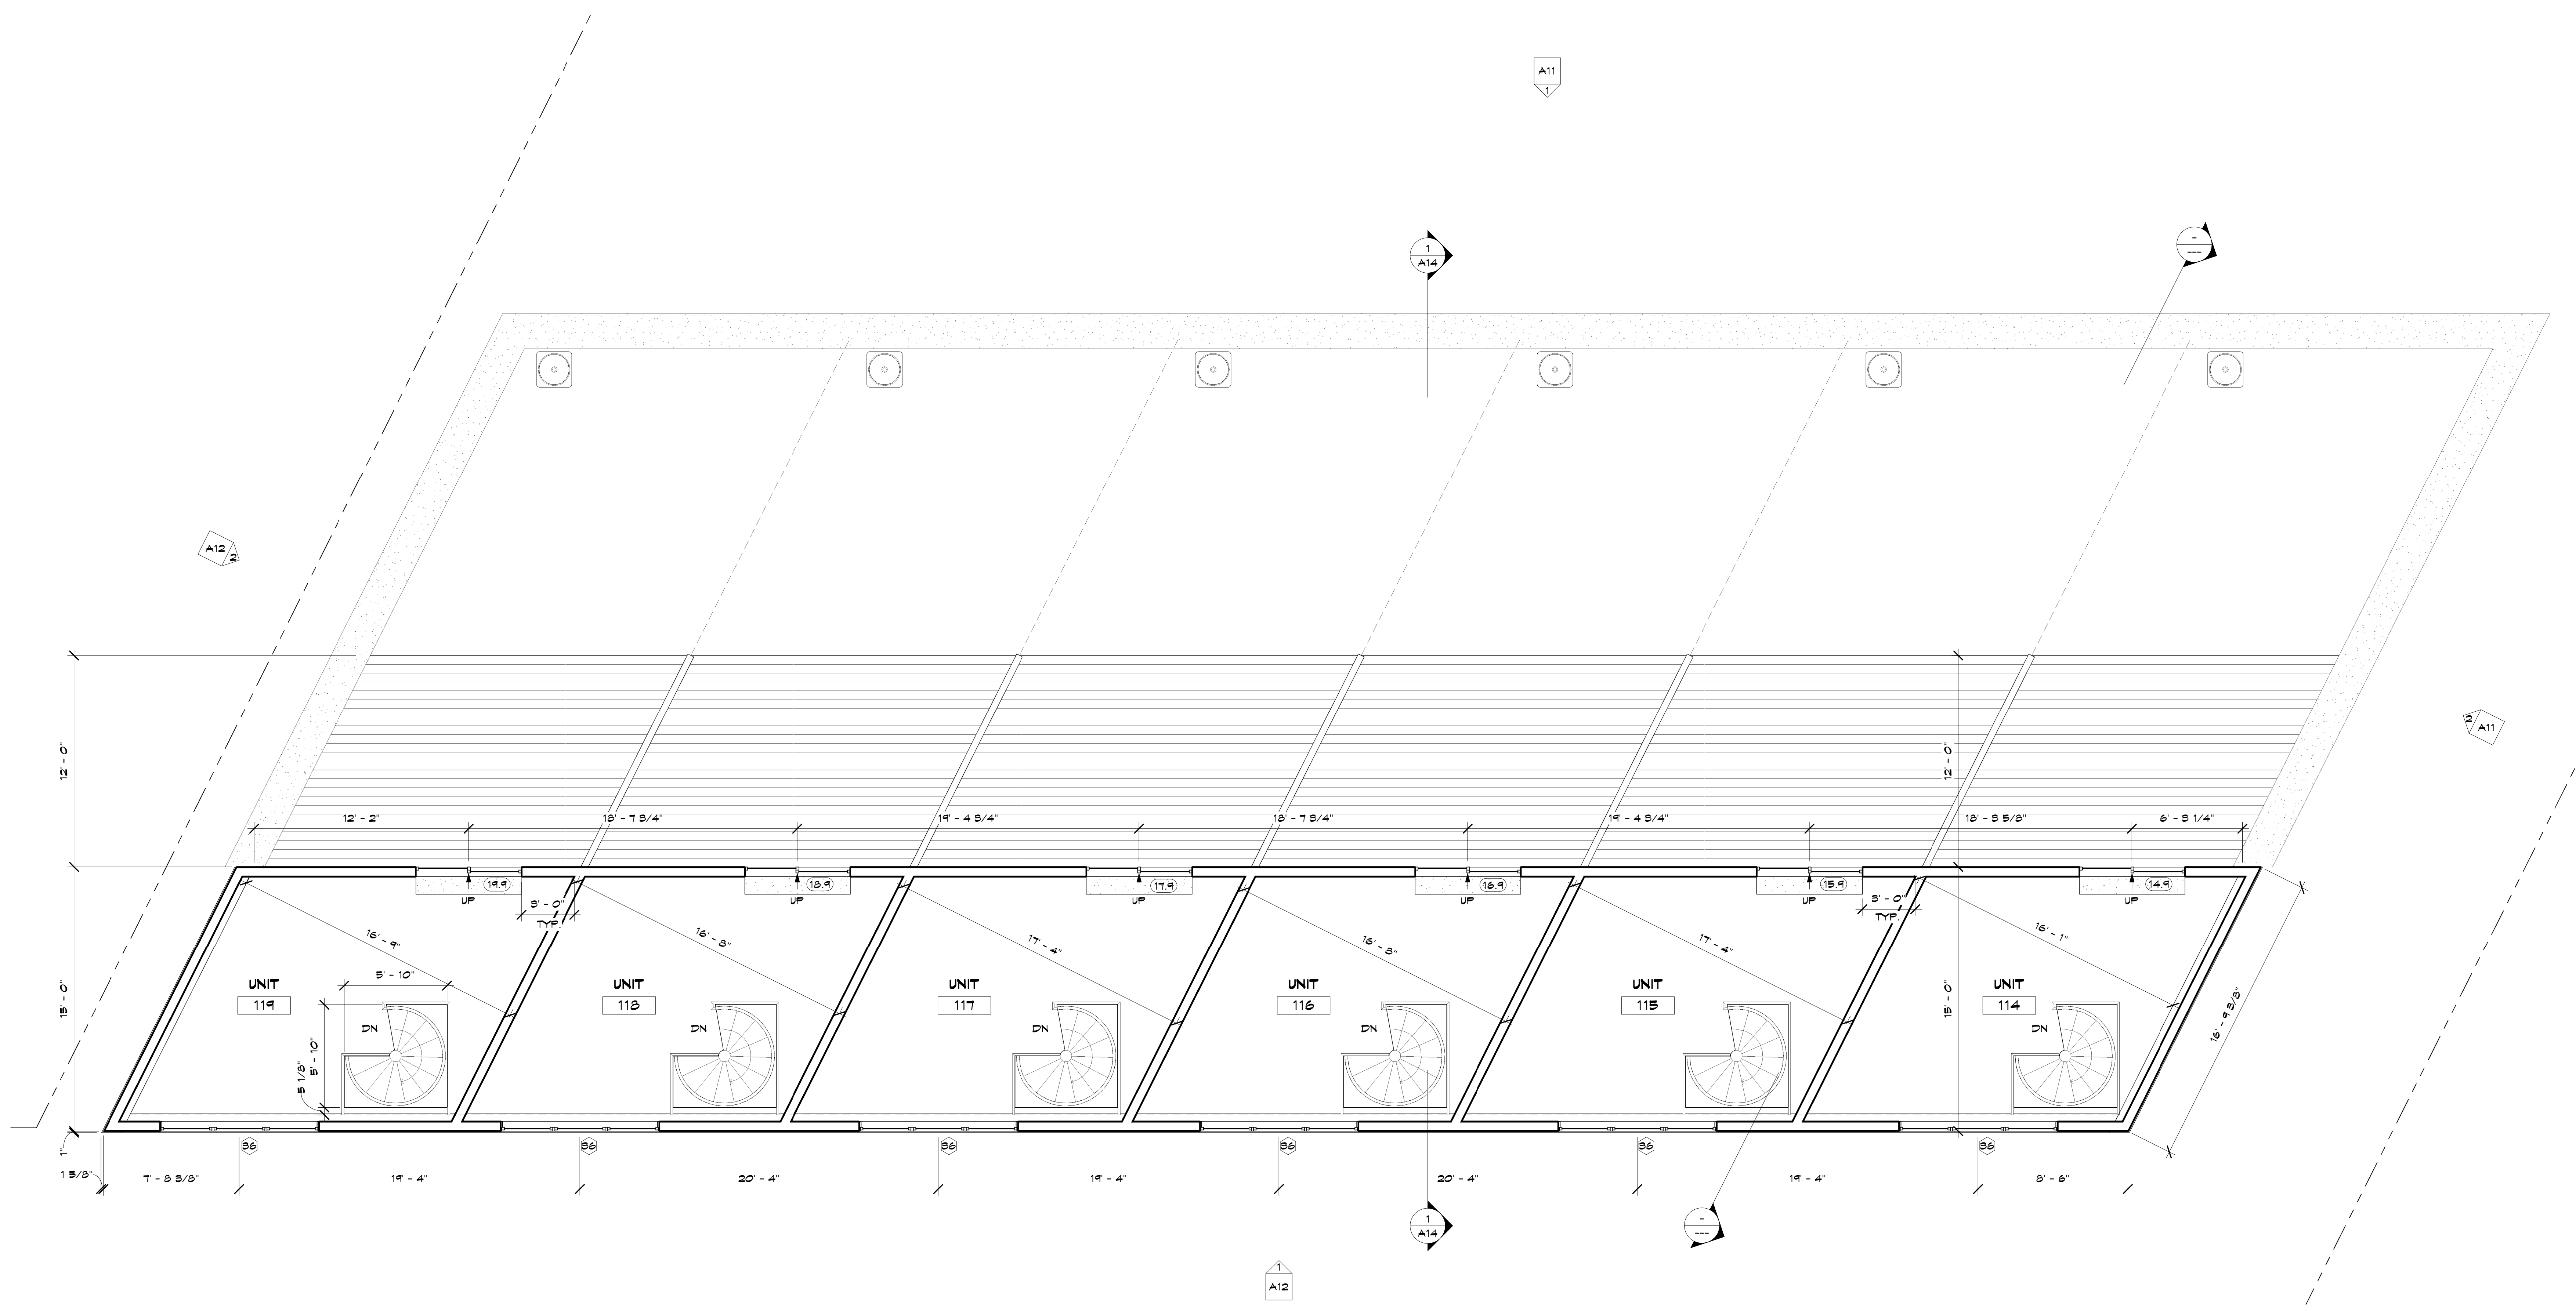 A11
1
1
A14
-
---
A12
2
2
A11
12' - 0"
12' - 0"
12' - 2"
18' - 7 3/4"
19' - 4 3/4"
18' - 7 3/4"
19' - 4 3/4"
18' - 3 5/8"
6' - 3 1/4"
19.9
18.9
17.9
16.9
15.9
14.9
UP
UP
UP
UP
UP
UP
3' - 0"
TYP.
3' - 0"
TYP.
16' - 9"
16' - 8"
17' - 4"
16' - 8"
17' - 4"
16' - 1"
15' - 0"
15' - 0"
16' - 9 3/8"
5' - 10"
5' - 10"
5 1/8"
UNIT
119
UNIT
118
UNIT
117
UNIT
116
UNIT
115
UNIT
114
DN
DN
DN
DN
DN
36
36
36
36
36
36
1"
1 5/8"
7' - 8 3/8"
19' - 4"
20' - 4"
19' - 4"
20' - 4"
19' - 4"
8' - 6"
1
A14
-
---
1
A12